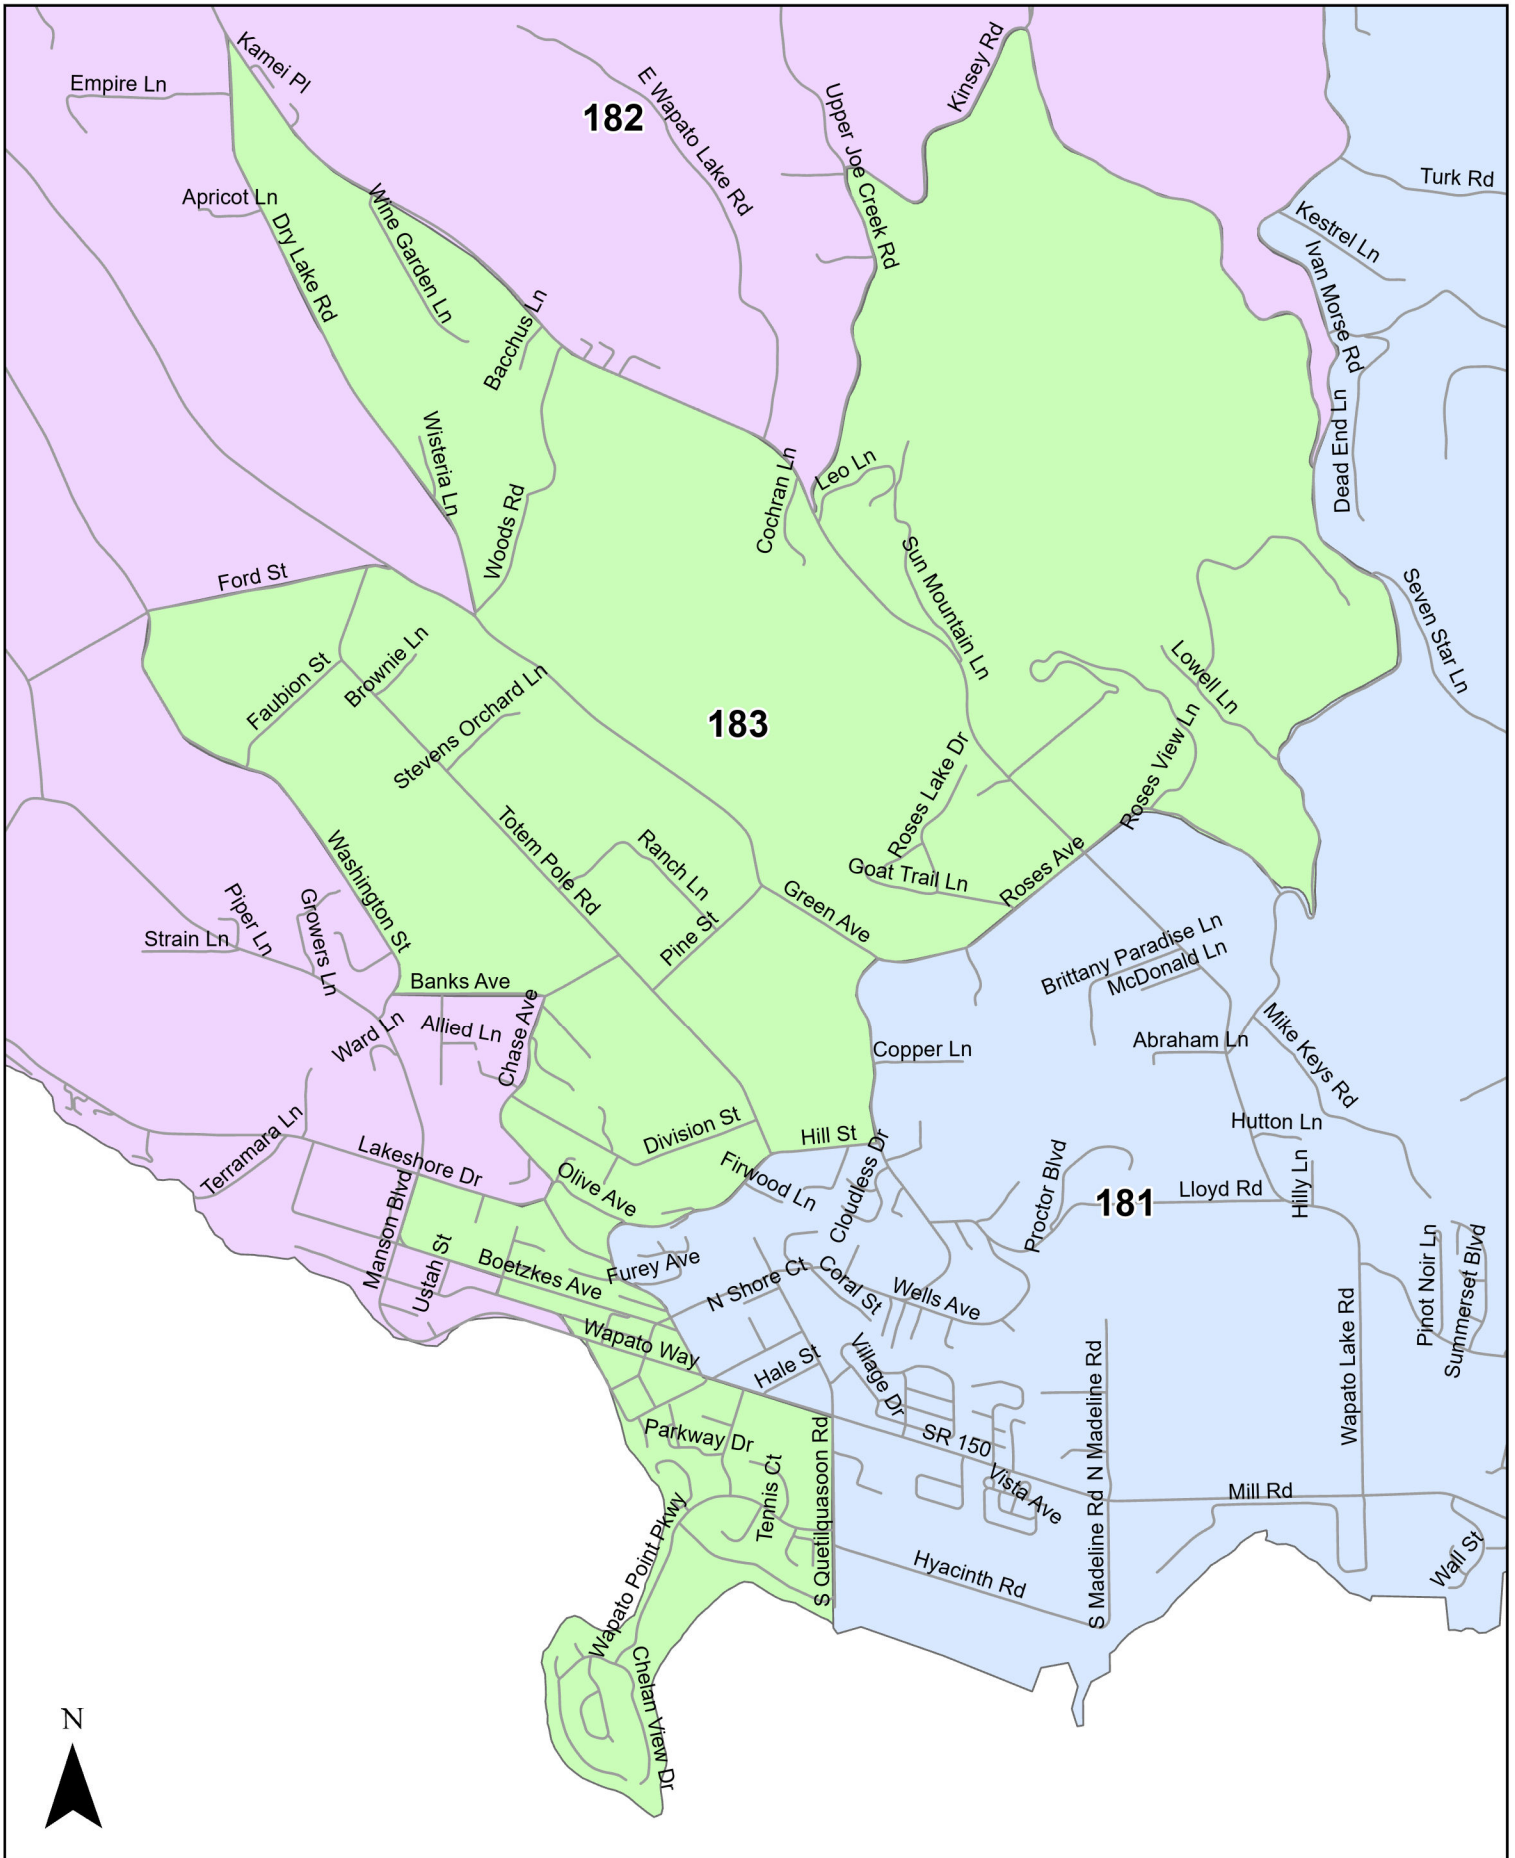 Kamei Pl
Empire Ln
182
E Wapato Lake Rd
Upper Joe Creek Rd
Kinsey Rd
Turk Rd
Apricot Ln
Dry Lake Rd
Wine Garden Ln
Kestrel Ln
Ivan Morse Rd
Bacchus Ln
Dead End Ln
Wisteria Ln
Woods Rd
Cochran Ln
Leo Ln
Sun Mountain Ln
Ford St
Seven Star Ln
Faubion St
Brownie Ln
Stevens Orchard Ln
Lowell Ln
183
Roses Lake Dr
Roses View Ln
Totem Pole Rd
Ranch Ln
Goat Trail Ln
Roses Ave
Washington St
Green Ave
Pine St
Piper Ln
Growers Ln
Strain Ln
Brittany Paradise Ln
McDonald Ln
Banks Ave
Chase Ave
Allied Ln
Ward Ln
Copper Ln
Abraham Ln
Mike Keys Rd
Terramara Ln
Division St
Hill St
Hutton Ln
Lakeshore Dr
Olive Ave
Firwood Ln
Cloudless Dr
Proctor Blvd
181
Lloyd Rd
Hilly Ln
Manson Blvd
Ustah St
Boetzkes Ave
Furey Ave
N Shore Ct
Coral St
Wells Ave
Pinot Noir Ln
Summerset Blvd
Wapato Lake Rd
Wapato Way
Hale St
Village Dr
N Madeline Rd
Parkway Dr
SR 150
Tennis Ct
S Quetilquasoon Rd
Vista Ave
Mill Rd
Wapato Point Pkwy
Hyacinth Rd
S Madeline Rd
Wall St
Chelan View Dr
N